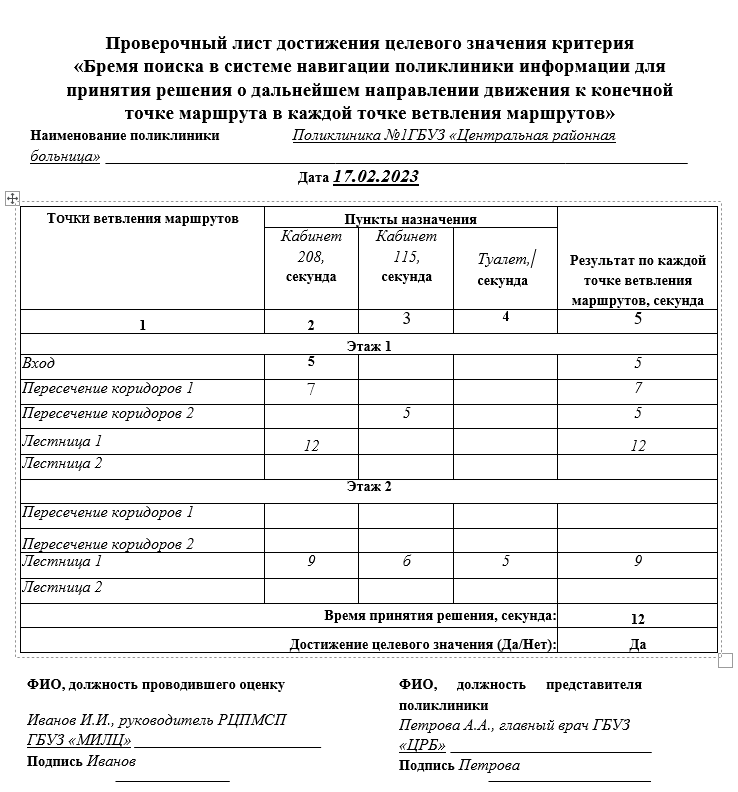 Проверочный лист достижения целевого значения критерия
«Бремя поиска в системе навигации поликлиники информации для
принятия решения о дальнейшем направлении движения к конечной
точке маршрута в каждой точке ветвления маршрутов»
Наименование поликлиники Поликлиника №1ГБУЗ «Центральная районная
больница»
Дата 17.02.2023
Точки ветвления маршрутов
Пункты назначения
Кабинет
208,
секунда
Кабинет
115,
секунда
Туалет,
секунда
Результат по каждой
точке ветвления
маршрутов, секунда
1 2 3 4 5
Этаж 1
Вход 5 5
Пересечение коридоров 1 7 7
Пересечение коридоров 2 5 5
Лестница 1 12 12
Лестница 2
Этаж 2
Пересечение коридоров 1
Пересечение коридоров 2
Лестница 1 9 б 5 9
Лестница 2
Время принятия решения, секунда: 12
Достижение целевого значения (Да/Нет): Да
ФИО, должность проводившего оценку
Иванов И.И., руководитель РЦПМСП
ГБУЗ «МИЛЦ»
Подпись Иванов
ФИО, должность представителя
поликлиники
Петрова А.А., главный врач ГБУЗ
«ЦРБ»
Подпись Петрова